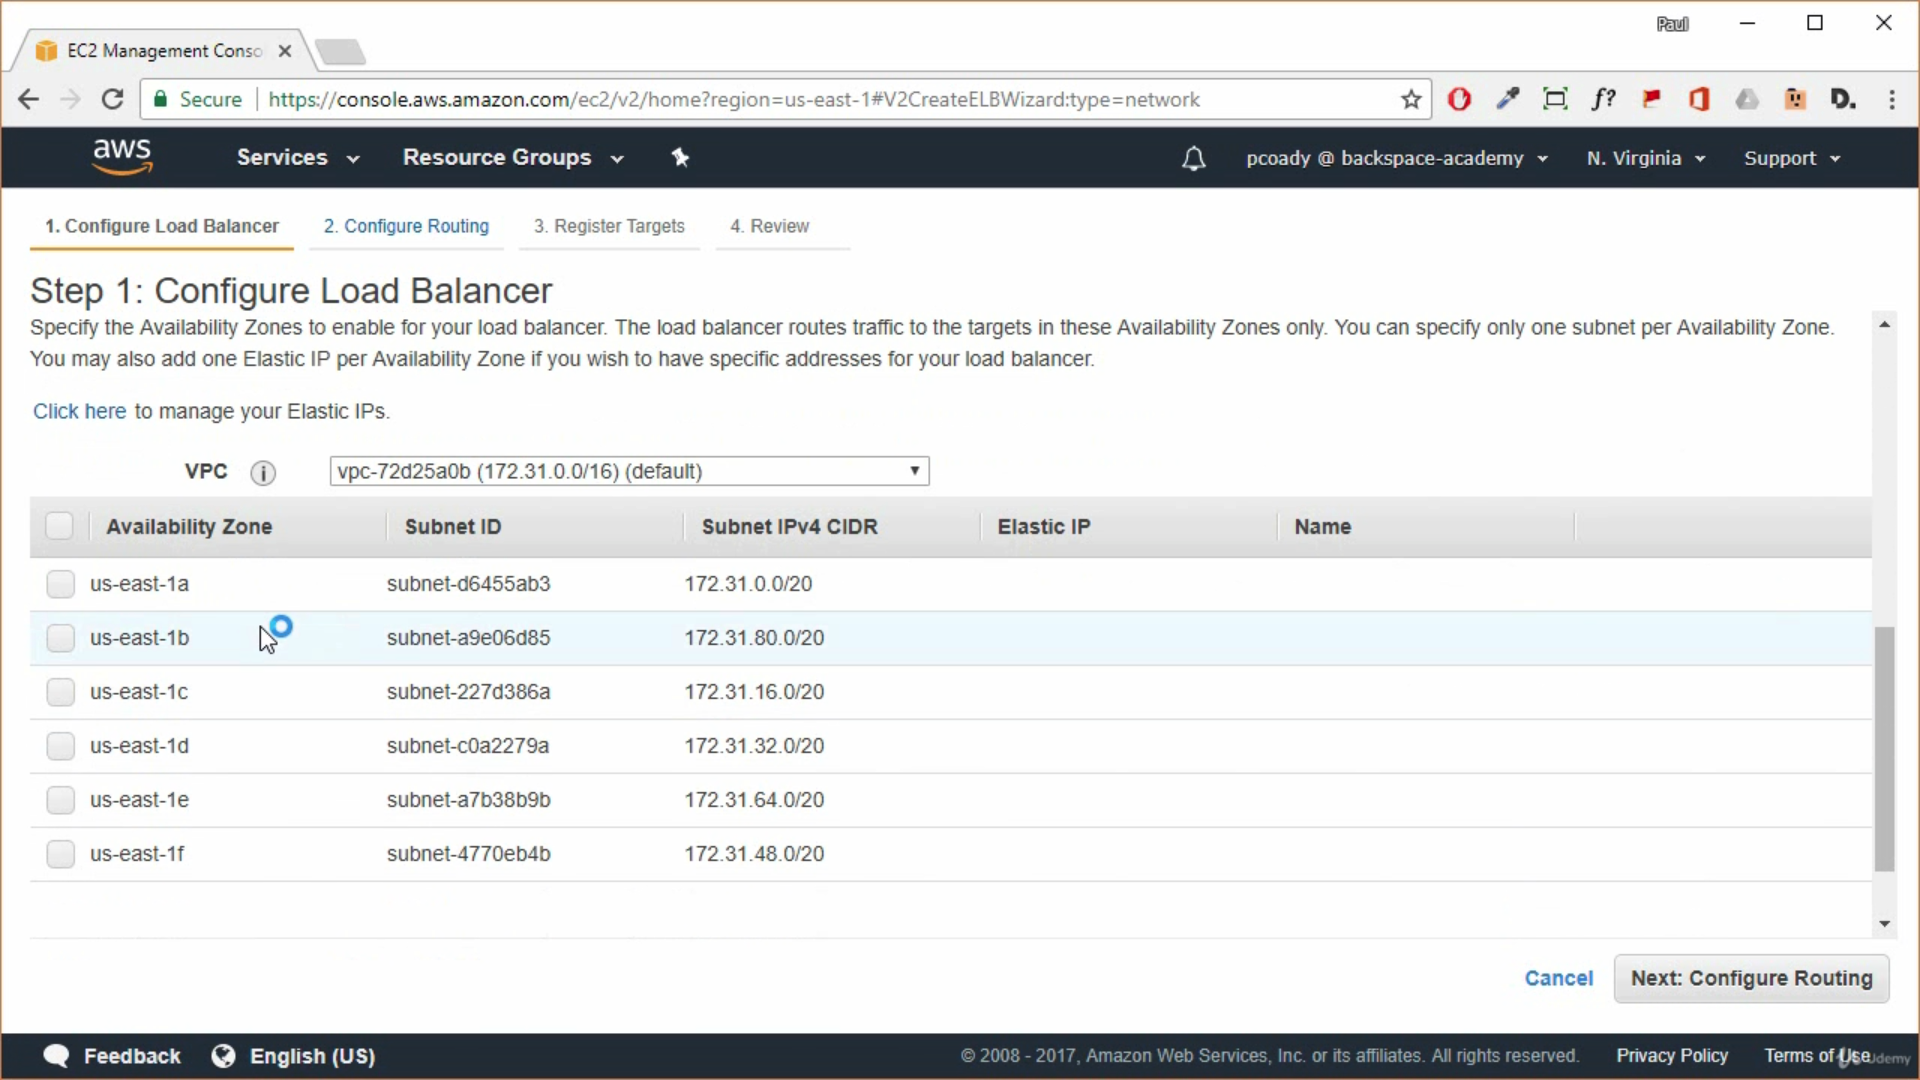 Paul
EC2 Management Conso
Secure https://console.aws.amazon.com/ec2/v2/home?region=us-east-1#V2CreateELBWizard:type=network
f?
D.
aws Services Resource Groups pcoady @ backspace-academy N. Virginia Support
1. Configure Load Balancer 2. Configure Routing 3. Register Targets 4. Review
Step 1: Configure Load Balancer
Specify the Availability Zones to enable for your load balancer. The load balancer routes traffic to the targets in these Availability Zones only. You can specify only one subnet per Availability Zone.
You may also add one Elastic IP per Availability Zone if you wish to have specific addresses for your load balancer.
Click here to manage your Elastic IPs.
VPC i vpc-72d25a0b (172.31.0.0/16) (default)
Availability Zone Subnet ID Subnet IPv4 CIDR Elastic IP Name
us-east-1a subnet-d6455ab3 172.31.0.0/20
us-east-1b subnet-a9e06d85 172.31.80.0/20
us-east-1c subnet-227d386a 172.31.16.0/20
us-east-1d subnet-c0a2279a 172.31.32.0/20
us-east-1e subnet-a7b38b9b 172.31.64.0/20
us-east-1f subnet-4770eb4b 172.31.48.0/20
Cancel Next: Configure Routing
Feedback English (US) © 2008 - 2017, Amazon Web Services, Inc. or its affiliates. All rights reserved. Privacy Policy Terms of Use
Udemy